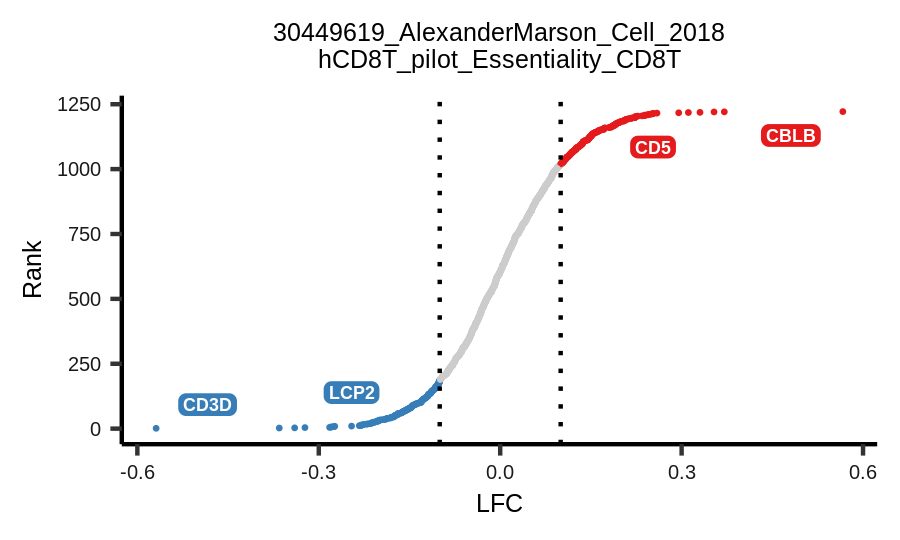 30449619_AlexanderMarson_Cell_2018
hCD8T_pilot_Essentiality_CD8T
1250
1000
750
500
250
0
Rank
CBLB
CD5
LCP2
CD3D
-0.6
-0.3
0.0
0.3
0.6
LFC